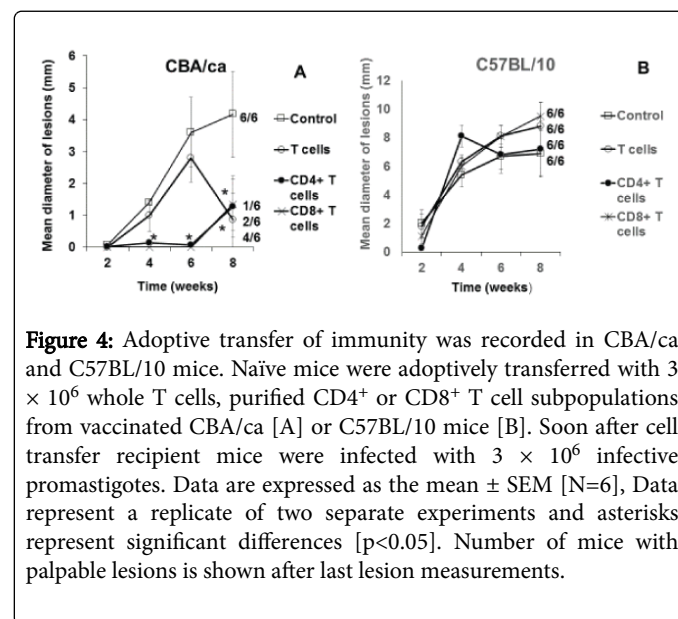 CBA/ca
A
Mean diameter of lesions (mm)
6
5
4
3
2
1
0
2 4 6 8
Time (weeks)
6/6
1/6
2/6
4/6
*
*
*
*
Control
T cells
CD4+ T
cells
CD8+ T
cells
C57BL/10
B
Mean diameter of lesions (mm)
12
10
8
6
4
2
0
2 4 6 8
Time (weeks)
6/6
6/6
6/6
6/6
Control
T cells
CD4+ T
cells
CD8+ T
cells
Figure 4: Adoptive transfer of immunity was recorded in CBA/ca
and C57BL/10 mice. Naïve mice were adoptively transferred with 3
× 10⁶ whole T cells, purified CD4⁺ or CD8⁺ T cell subpopulations
from vaccinated CBA/ca [A] or C57BL/10 mice [B]. Soon after cell
transfer recipient mice were infected with 3 × 10⁶ infective
promastigotes. Data are expressed as the mean ± SEM [N=6], Data
represent a replicate of two separate experiments and asterisks
represent significant differences [p<0.05]. Number of mice with
palpable lesions is shown after last lesion measurements.